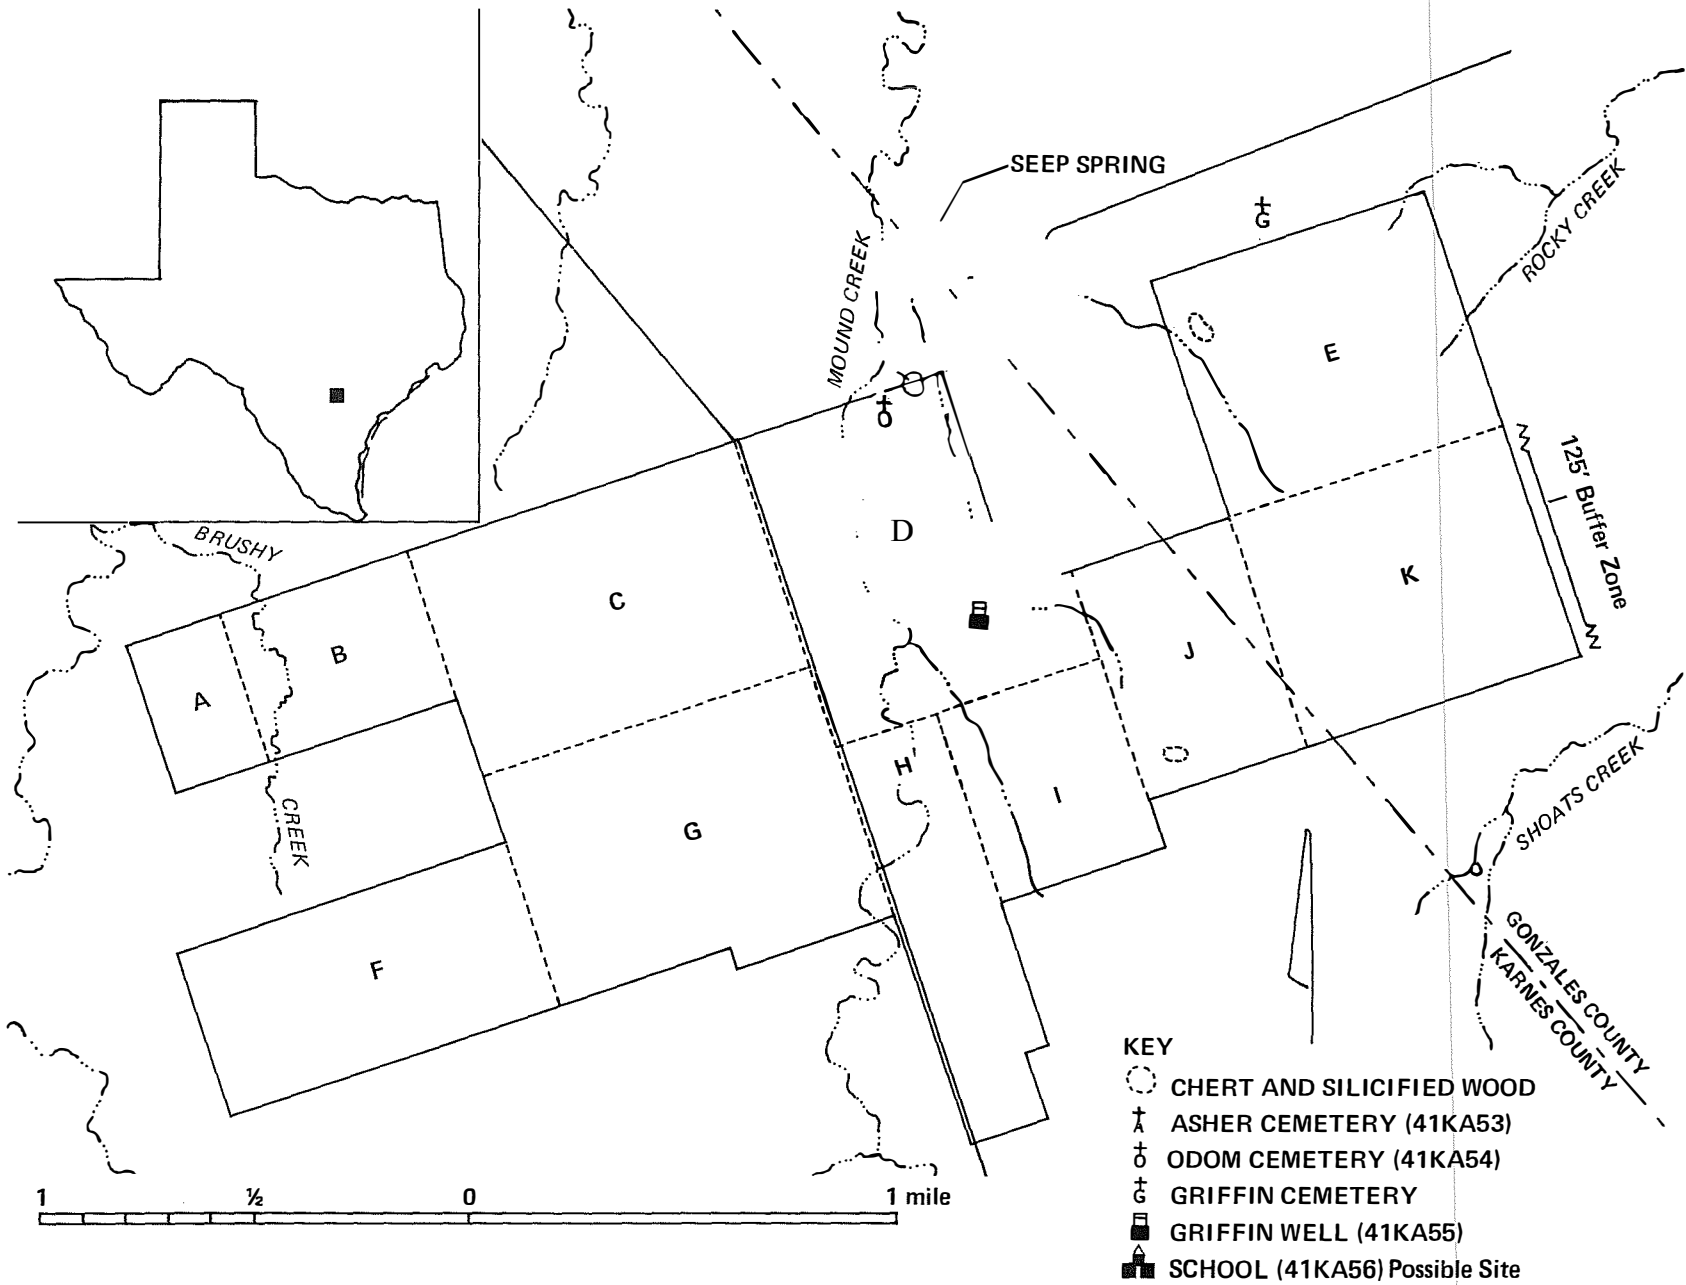 SEEP SPRING
G
ROCKY CREEK
MOUND CREEK
E
O
125' Buffer Zone
BRUSHY
D
C
K
B
J
A
H
I
G
CREEK
SHOATS CREEK
F
GONZALES COUNTY
KARNES COUNTY
KEY
CHERT AND SILICIFIED WOOD
A ASHER CEMETERY (41KA53)
O ODOM CEMETERY (41KA54)
G GRIFFIN CEMETERY
GRIFFIN WELL (41KA55)
SCHOOL (41KA56) Possible Site
1 ½ 0 1 mile